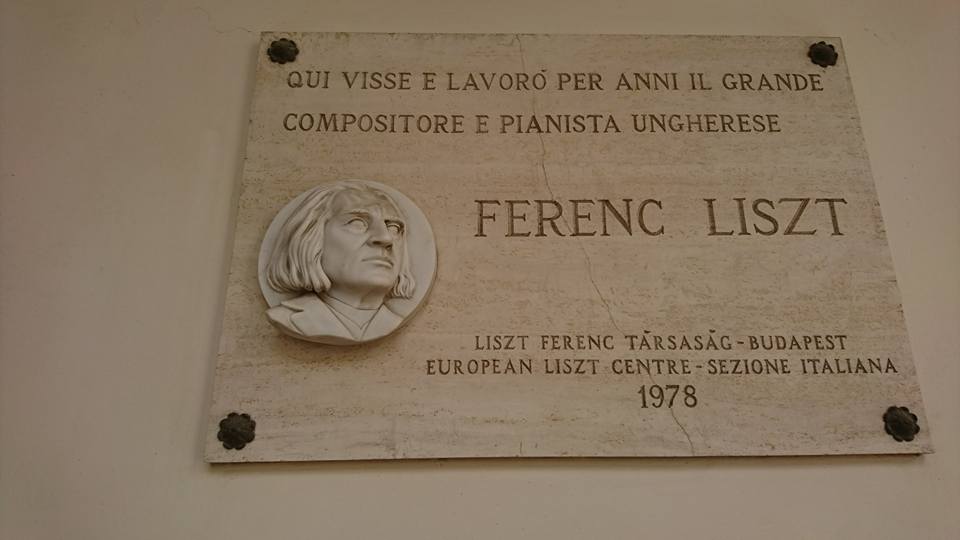 QUI VISSE E LAVORÒ PER ANNI IL GRANDE
COMPOSITORE E PIANISTA UNGHERESE
FERENC LISZT
LISZT FERENC TÁRSASÁG-BUDAPEST
EUROPEAN LISZT CENTRE-SEZIONE ITALIANA
1978